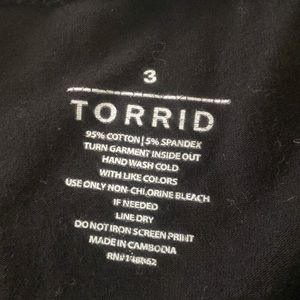 3
TORRID
95% COTTON | 5% SPANDEX
TURN GARMENT INSIDE OUT
HAND WASH COLD
WITH LIKE COLORS
USE ONLY NON-CHLORINE BLEACH
IF NEEDED
LINE DRY
DO NOT IRON SCREEN PRINT
MADE IN CAMBODIA